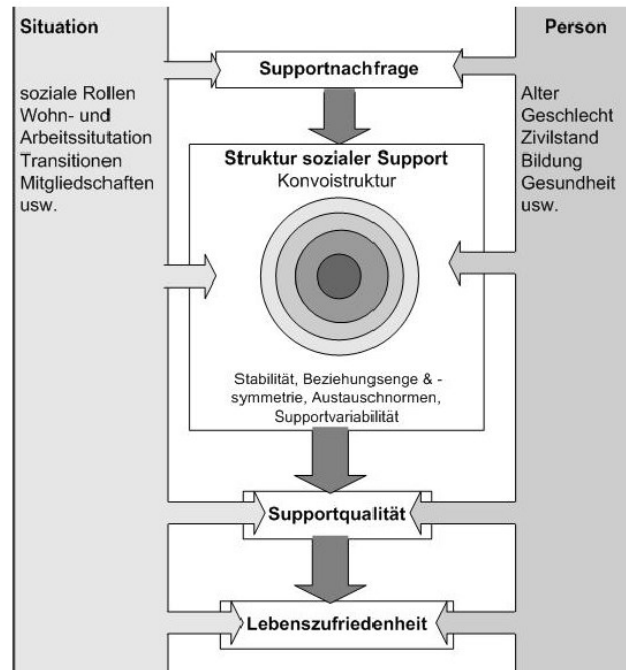 Situation
soziale Rollen
Wohn- und
Arbeitssitutation
Transitionen
Mitgliedschaften
usw.
Person
Alter
Geschlecht
Zivilstand
Bildung
Gesundheit
usw.
Supportnachfrage
Struktur sozialer Support
Konvoistruktur
Stabilität, Beziehungsenge & -
symmetrie, Austauschnormen,
Supportvariabilität
Supportqualität
Lebenszufriedenheit